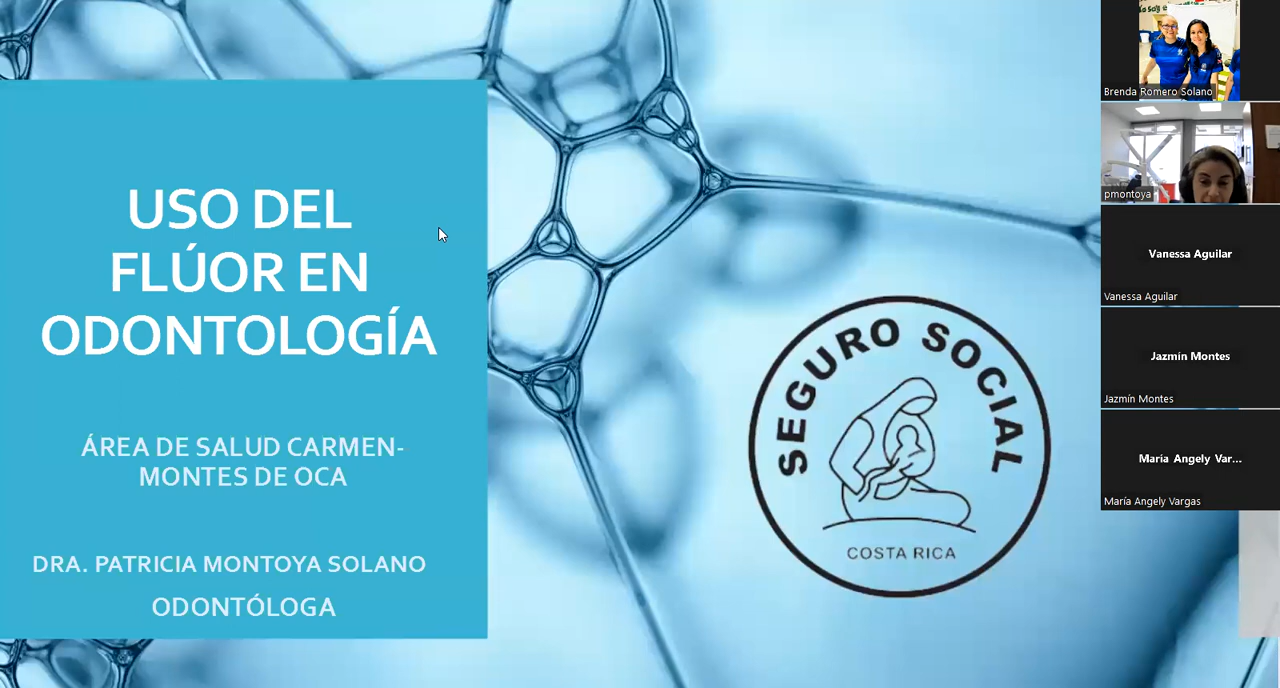 USO DEL
FLÚOR EN
ODONTOLOGÍA
ÁREA DE SALUD CARMEN-
MONTES DE OCA
DRA. PATRICIA MONTOYA SOLANO
ODONTÓLOGA
SEGURO SOCIAL
COSTA RICA
Brenda Romero Solano
pmontoya
Vanessa Aguilar
Vanessa Aguilar
Jazmín Montes
Jazmín Montes
María Angely Var...
María Angely Vargas